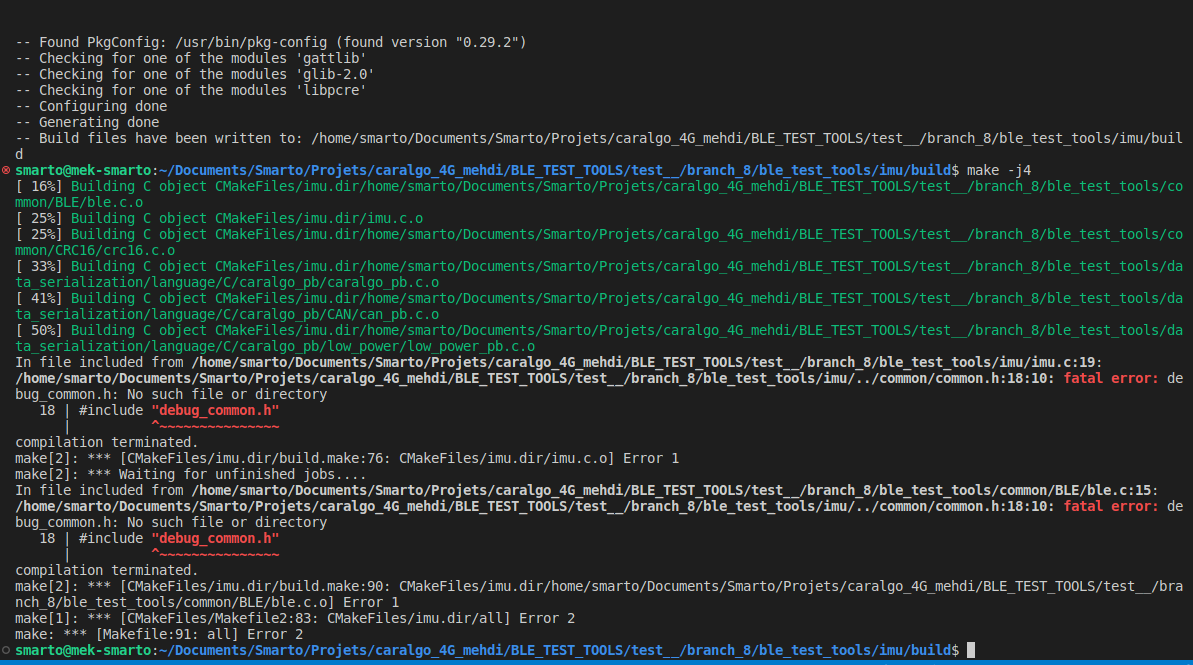 -- Found PkgConfig: /usr/bin/pkg-config (found version "0.29.2")
-- Checking for one of the modules 'gattlib'
-- Checking for one of the modules 'glib-2.0'
-- Checking for one of the modules 'libpcre'
-- Configuring done
-- Generating done
-- Build files have been written to: /home/smarto/Documents/Smarto/Projets/caralgo_4G_mehdi/BLE_TEST_TOOLS/test__/branch_8/ble_test_tools/imu/buil
d
smarto@mek-smarto:~/Documents/Smarto/Projets/caralgo_4G_mehdi/BLE_TEST_TOOLS/test__/branch_8/ble_test_tools/imu/build$ make -j4
[ 16%] Building C object CMakeFiles/imu.dir/home/smarto/Documents/Smarto/Projets/caralgo_4G_mehdi/BLE_TEST_TOOLS/test__/branch_8/ble_test_tools/co
mmon/BLE/ble.c.o
[ 25%] Building C object CMakeFiles/imu.dir/imu.c.o
[ 25%] Building C object CMakeFiles/imu.dir/home/smarto/Documents/Smarto/Projets/caralgo_4G_mehdi/BLE_TEST_TOOLS/test__/branch_8/ble_test_tools/co
mmon/CRC16/crc16.c.o
[ 33%] Building C object CMakeFiles/imu.dir/home/smarto/Documents/Smarto/Projets/caralgo_4G_mehdi/BLE_TEST_TOOLS/test__/branch_8/ble_test_tools/da
ta_serialization/language/C/caralgo_pb/caralgo_pb.c.o
[ 41%] Building C object CMakeFiles/imu.dir/home/smarto/Documents/Smarto/Projets/caralgo_4G_mehdi/BLE_TEST_TOOLS/test__/branch_8/ble_test_tools/da
ta_serialization/language/C/caralgo_pb/CAN/can_pb.c.o
[ 50%] Building C object CMakeFiles/imu.dir/home/smarto/Documents/Smarto/Projets/caralgo_4G_mehdi/BLE_TEST_TOOLS/test__/branch_8/ble_test_tools/da
ta_serialization/language/C/caralgo_pb/low_power/low_power_pb.c.o
In file included from /home/smarto/Documents/Smarto/Projets/caralgo_4G_mehdi/BLE_TEST_TOOLS/test__/branch_8/ble_test_tools/imu/imu.c:19:
/home/smarto/Documents/Smarto/Projets/caralgo_4G_mehdi/BLE_TEST_TOOLS/test__/branch_8/ble_test_tools/imu/../common/common.h:18:10: fatal error: de
bug_common.h: No such file or directory
   18 | #include "debug_common.h"
      |          ^~~~~~~~~~~~~~~~
compilation terminated.
make[2]: *** [CMakeFiles/imu.dir/build.make:76: CMakeFiles/imu.dir/imu.c.o] Error 1
make[2]: *** Waiting for unfinished jobs....
In file included from /home/smarto/Documents/Smarto/Projets/caralgo_4G_mehdi/BLE_TEST_TOOLS/test__/branch_8/ble_test_tools/common/BLE/ble.c:15:
/home/smarto/Documents/Smarto/Projets/caralgo_4G_mehdi/BLE_TEST_TOOLS/test__/branch_8/ble_test_tools/imu/../common/common.h:18:10: fatal error: de
bug_common.h: No such file or directory
   18 | #include "debug_common.h"
      |          ^~~~~~~~~~~~~~~~
compilation terminated.
make[2]: *** [CMakeFiles/imu.dir/build.make:90: CMakeFiles/imu.dir/home/smarto/Documents/Smarto/Projets/caralgo_4G_mehdi/BLE_TEST_TOOLS/test__/bra
nch_8/ble_test_tools/common/BLE/ble.c.o] Error 1
make[1]: *** [CMakeFiles/Makefile2:83: CMakeFiles/imu.dir/all] Error 2
make: *** [Makefile:91: all] Error 2
smarto@mek-smarto:~/Documents/Smarto/Projets/caralgo_4G_mehdi/BLE_TEST_TOOLS/test__/branch_8/ble_test_tools/imu/build$